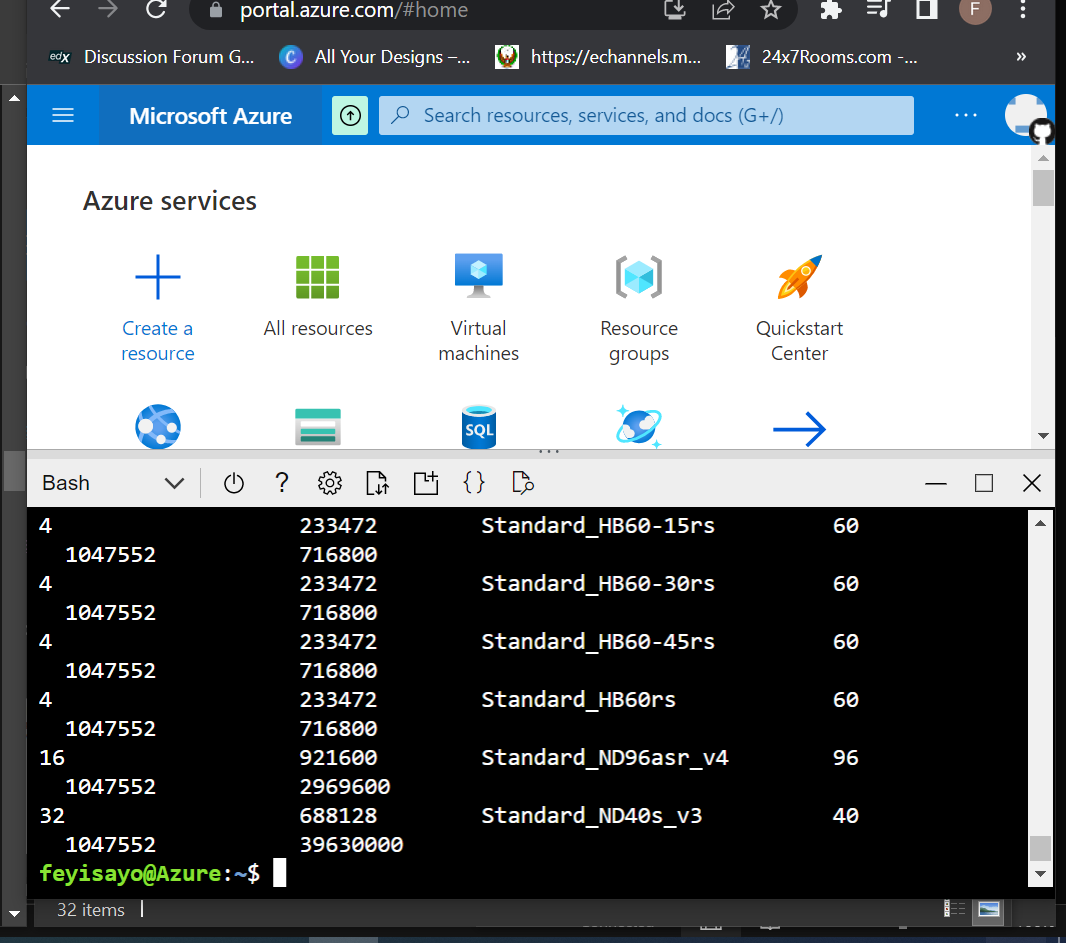 portal.azure.com/#home
F
edX Discussion Forum G... C All Your Designs –... https://echannels.m... 24x7Rooms.com -... »
Microsoft Azure Search resources, services, and docs (G+/) ...
Azure services
Create a resource
All resources
Virtual machines
Resource groups
Quickstart Center
SQL
Bash ? {}
4 233472 Standard_HB60-15rs 60
1047552 716800
4 233472 Standard_HB60-30rs 60
1047552 716800
4 233472 Standard_HB60-45rs 60
1047552 716800
4 233472 Standard_HB60rs 60
1047552 716800
16 921600 Standard_ND96asr_v4 96
1047552 2969600
32 688128 Standard_ND40s_v3 40
1047552 39630000
feyisayo@Azure:~$
32 items